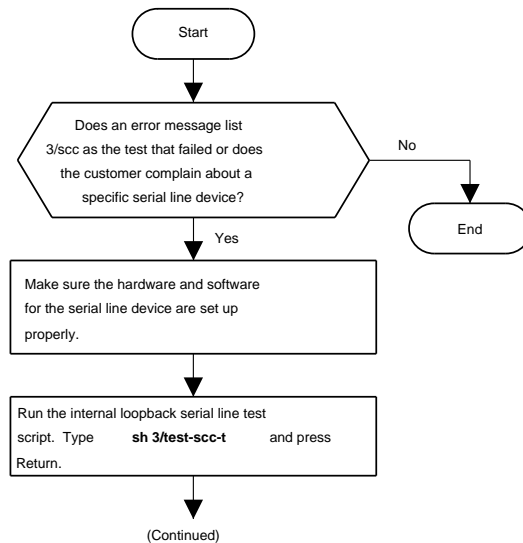 Start
Does an error message list
3/scc as the test that failed or does
the customer complain about a
specific serial line device?
No
End
Yes
Make sure the hardware and software
for the serial line device are set up
properly.
Run the internal loopback serial line test
script. Type sh 3/test-scc-t and press
Return.
(Continued)